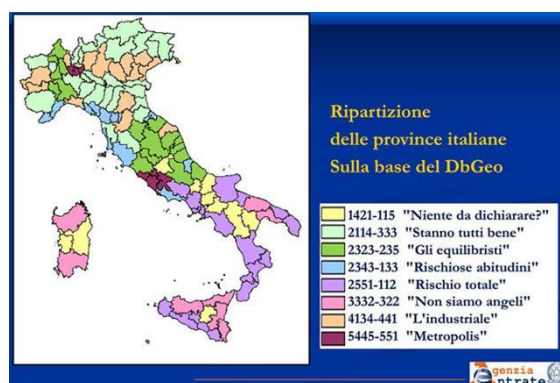 Ripartizione
delle province italiane
Sulla base del DbGeo
1421-115 "Niente da dichiarare?"
2114-333 "Stanno tutti bene"
2323-235 "Gli equilibristi"
2343-133 "Rischiose abitudini"
2551-112 "Rischio totale"
3332-322 "Non siamo angeli"
4134-441 "L'industriale"
5445-551 "Metropolis"
genzia
ntrate